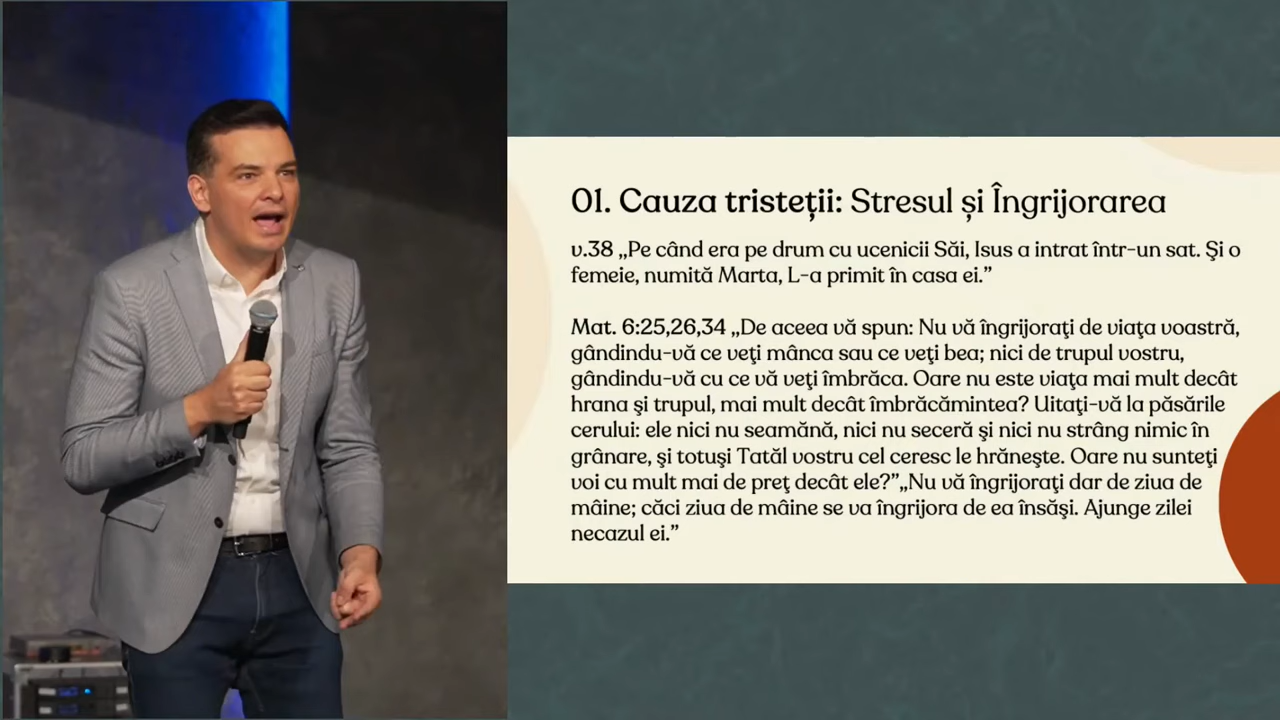 01. Cauza tristeții: Stresul și Îngrijorarea
v.38 „Pe când era pe drum cu ucenicii Săi, Isus a intrat într-un sat. Şi o
femeie, numită Marta, L-a primit în casa ei.”
Mat. 6:25,26,34 „De aceea vă spun: Nu vă îngrijoraţi de viaţa voastră,
gândindu-vă ce veţi mânca sau ce veţi bea; nici de trupul vostru,
gândindu-vă cu ce vă veţi îmbrăca. Oare nu este viaţa mai mult decât
hrana şi trupul, mai mult decât îmbrăcămintea? Uitaţi-vă la păsările
cerului: ele nici nu seamănă, nici nu seceră şi nici nu strâng nimic în
grânare, şi totuşi Tatăl vostru cel ceresc le hrăneşte. Oare nu sunteţi
voi cu mult mai de preţ decât ele?”„Nu vă îngrijoraţi dar de ziua de
mâine; căci ziua de mâine se va îngrijora de ea însăşi. Ajunge zilei
necazul ei.”